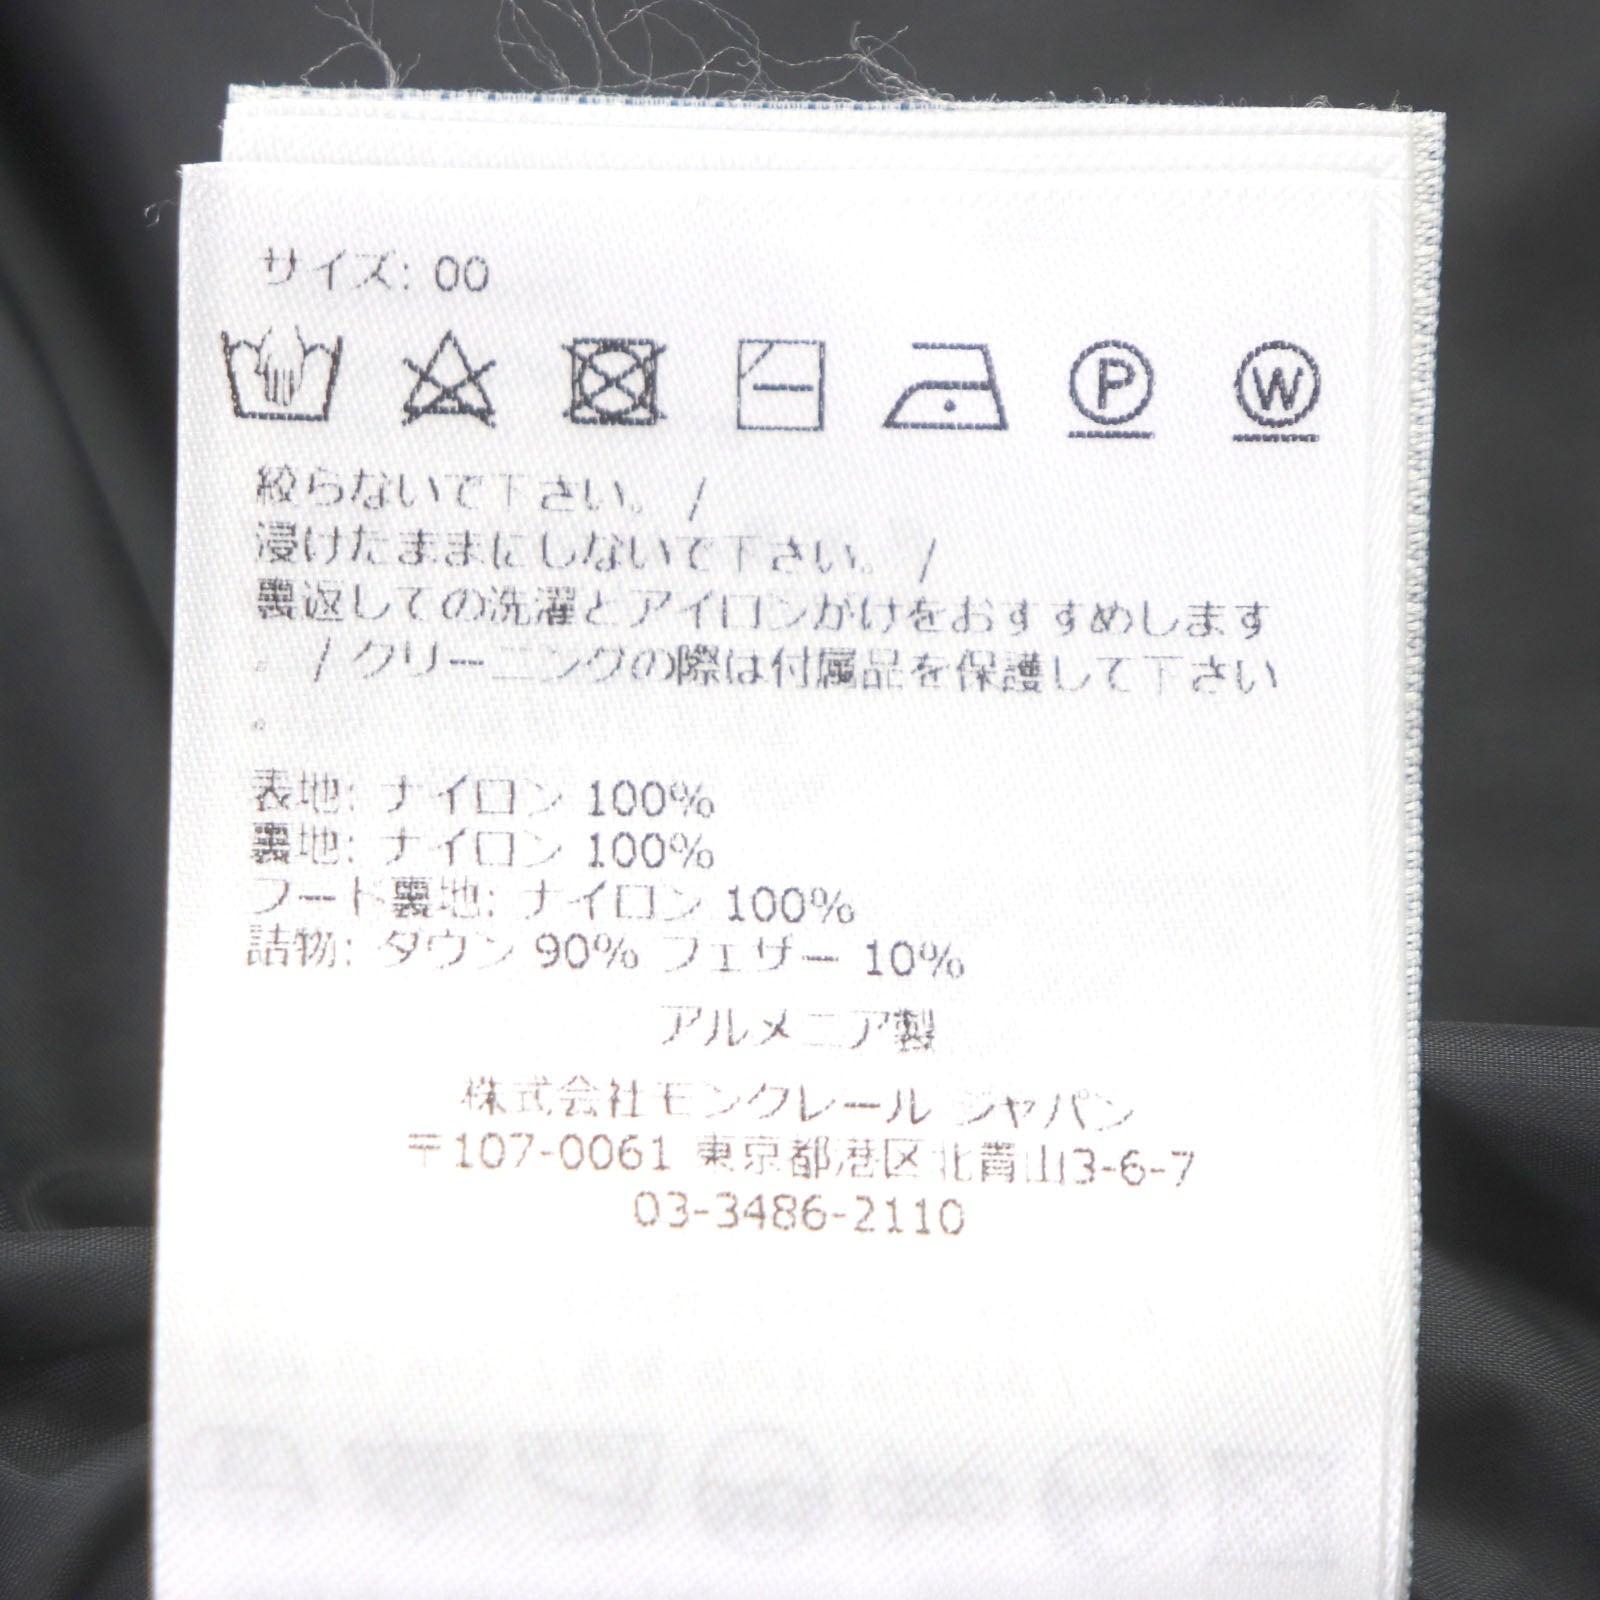 サイズ: 00
P W
絞らないで下さい。 /
浸けたままにしないで下さい。 /
裏返しての洗濯とアイロンがけをおすすめします
。 / クリーニングの際は付属品を保護して下さい
。
表地: ナイロン 100%
裏地: ナイロン 100%
フード裏地: ナイロン 100%
詰物: ダウン 90% フェザー 10%
アルメニア製
株式会社モンクレール ジャパン
〒107-0061 東京都港区北青山3-6-7
03-3486-2110